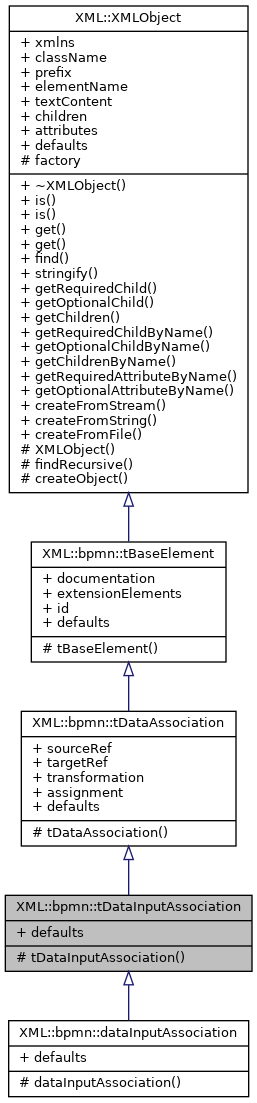 XML::XMLObject
+ xmlns
+ className
+ prefix
+ elementName
+ textContent
+ children
+ attributes
+ defaults
# factory
+ ~XMLObject()
+ is()
+ is()
+ get()
+ get()
+ find()
+ stringify()
+ getRequiredChild()
+ getOptionalChild()
+ getChildren()
+ getRequiredChildByName()
+ getOptionalChildByName()
+ getChildrenByName()
+ getRequiredAttributeByName()
+ getOptionalAttributeByName()
+ createFromStream()
+ createFromString()
+ createFromFile()
# XMLObject()
# findRecursive()
# createObject()
XML::bpmn::tBaseElement
+ documentation
+ extensionElements
+ id
+ defaults
# tBaseElement()
XML::bpmn::tDataAssociation
+ sourceRef
+ targetRef
+ transformation
+ assignment
+ defaults
# tDataAssociation()
XML::bpmn::tDataInputAssociation
+ defaults
# tDataInputAssociation()
XML::bpmn::dataInputAssociation
+ defaults
# dataInputAssociation()